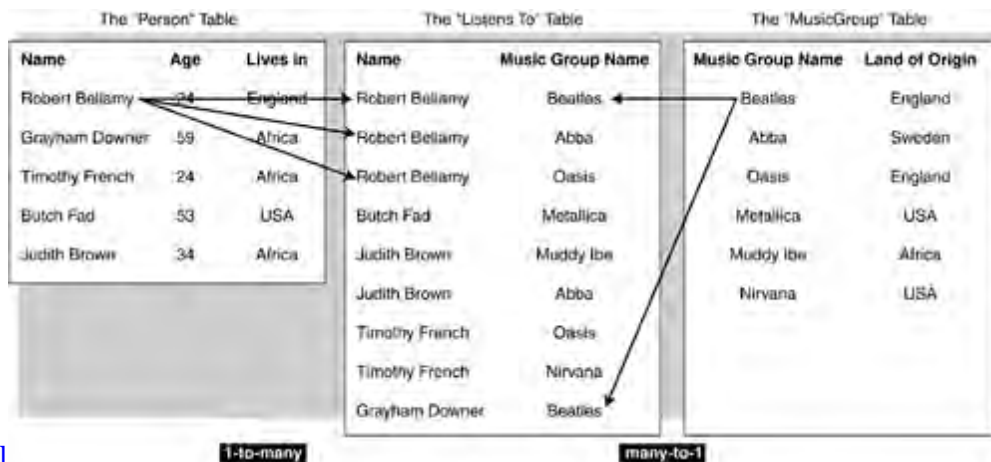 The "Person" Table
Name Age Lives In
Robert Bellamy 24 England
Grayham Downer 59 Africa
Timothy French 24 Africa
Butch Fad 53 USA
Judith Brown 34 Africa
The "Listens To" Table
Name Music Group Name
Robert Bellamy Beatles
Robert Bellamy Abba
Robert Bellamy Oasis
Butch Fad Metallica
Judith Brown Muddy Ibe
Judith Brown Abba
Timothy French Oasis
Timothy French Nirvana
Grayham Downer Beatles
The "MusicGroup" Table
Music Group Name Land of Origin
Beatles England
Abba Sweden
Oasis England
Metallica USA
Muddy Ibe Africa
Nirvana USA
]
1-to-many
many-to-1